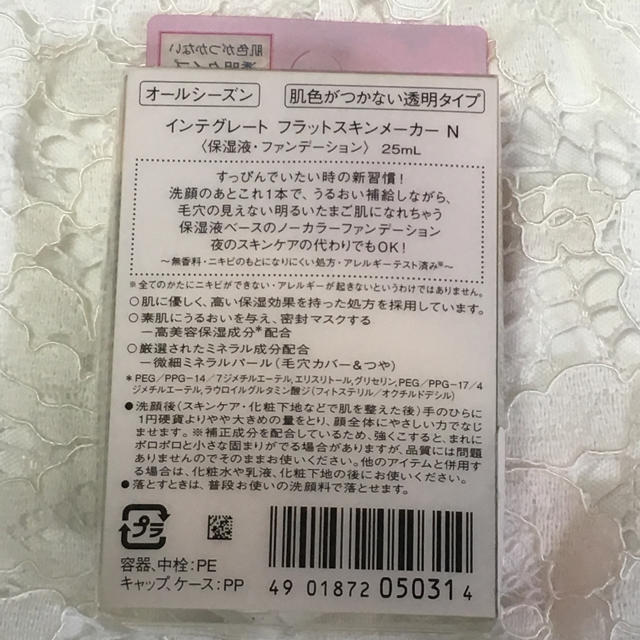 肌色がつかない
透明タイプ
オールシーズン
肌色がつかない透明タイプ
インテグレート フラットスキンメーカー N
〈保湿液・ファンデーション〉 25mL
すっぴんでいたい時の新習慣！
洗顔のあとこれ1本で、うるおい補給しながら、
毛穴の見えない明るいたまご肌になれちゃう
保湿液ベースのノーカラーファンデーション
夜のスキンケアの代わりでもOK！
～無香料・ニキビのもとになりにくい処方・アレルギーテスト済み※～
※全てのかたにニキビができない・アレルギーが起きないというわけではありません。
○肌に優しく、高い保湿効果を持った処方を採用しています。
○素肌にうるおいを与え、密封マスクする
－高美容保湿成分*配合
○厳選されたミネラル成分配合
－微細ミネラルパール（毛穴カバー＆つや）
* PEG/PPG-14/7ジメチルエーテル,エリスリトール,グリセリン,PEG/PPG-17/4
ジメチルエーテル,ラウロイルグルタミン酸ジ(フィトステリル/オクチルドデシル)
●洗顔後（スキンケア・化粧下地などで肌を整えた後）手のひらに
1円硬貨よりやや大きめの量をとり、顔全体にやさしい力でなじ
ませます。※補正成分を配合しているため、強くこすると、まれに
ポロポロと小さな固まりがでる場合がありますが、品質には問題
ありませんのでそのままお使いください。他のアイテムと併用す
る場合は、化粧水や乳液、化粧下地の後にお使いください。
●落とすときは、普段お使いの洗顔料で落とせます。
プラ
容器、中栓：PE
キャップ、ケース：PP
4901872050314